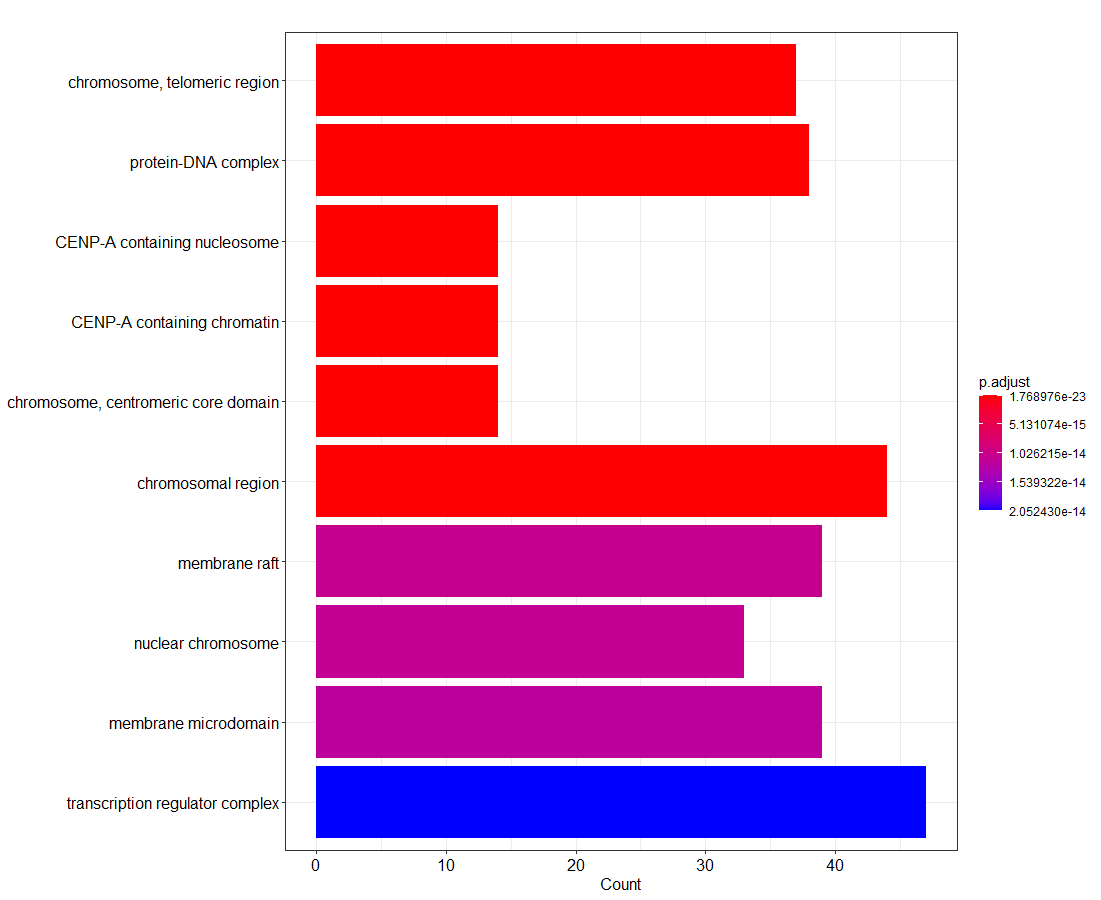 chromosome, telomeric region
protein-DNA complex
CENP-A containing nucleosome
CENP-A containing chromatin
chromosome, centromeric core domain
chromosomal region
membrane raft
nuclear chromosome
membrane microdomain
transcription regulator complex
0 10 20 30 40
Count
p.adjust
1.768976e-23
5.131074e-15
1.026215e-14
1.539322e-14
2.052430e-14